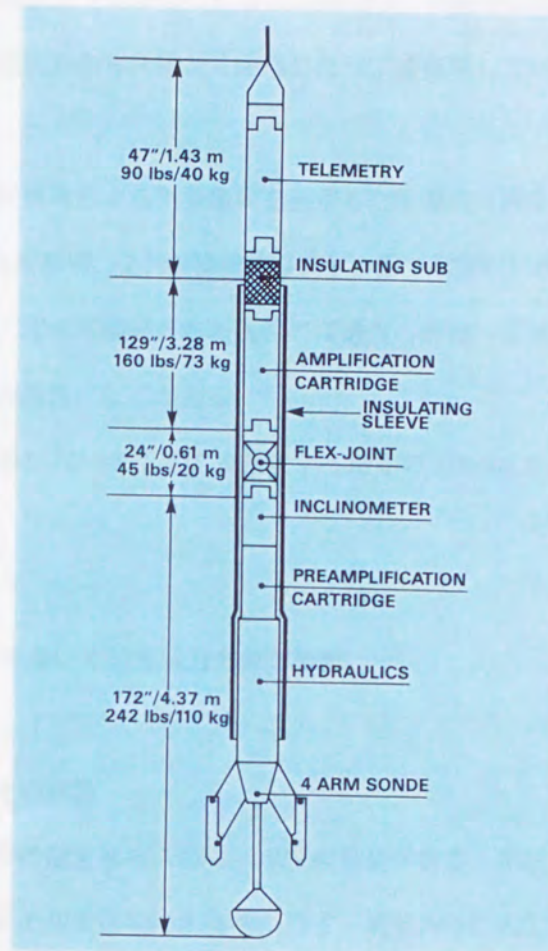 TELEMETRY
47"/1.43 m
90 lbs/40 kg
INSULATING SUB
129"/3.28 m
160 lbs/73 kg
AMPLIFICATION
CARTRIDGE
INSULATING
SLEEVE
24"/0.61 m
45 lbs/20 kg
FLEX-JOINT
INCLINOMETER
PREAMPLIFICATION
CARTRIDGE
HYDRAULICS
172"/4.37 m
242 lbs/110 kg
4 ARM SONDE